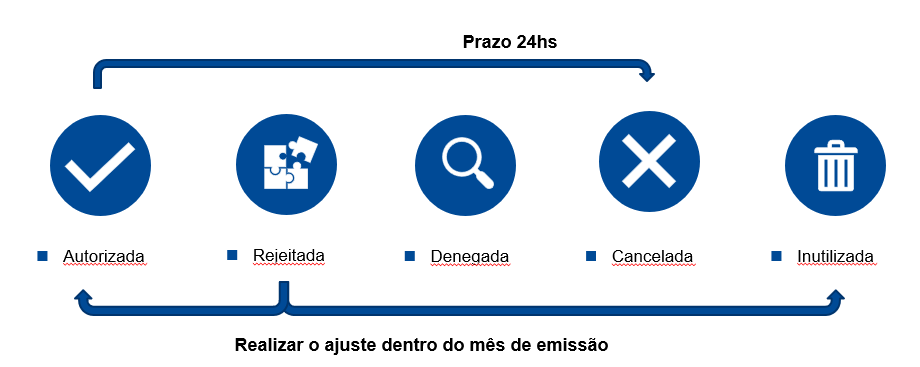 Prazo 24hs
Autorizada
Rejeitada
Denegada
Cancelada
Inutilizada
Realizar o ajuste dentro do mês de emissão